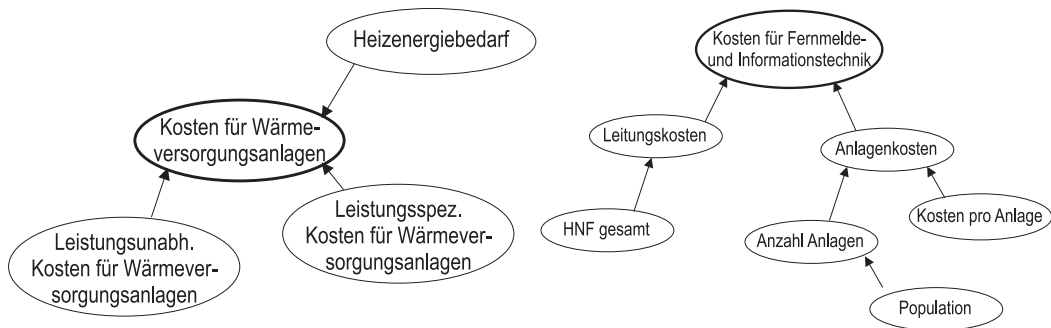 Heizenergiebedarf
Kosten für Wärme-
versorgungsanlagen
Leistungsunabh.
Kosten für Wärmever-
sorgungsanlagen
Leistungsspez.
Kosten für Wärmever-
sorgungsanlagen
Kosten für Fernmelde-
und Informationstechnik
Leitungskosten
Anlagenkosten
HNF gesamt
Anzahl Anlagen
Kosten pro Anlage
Population